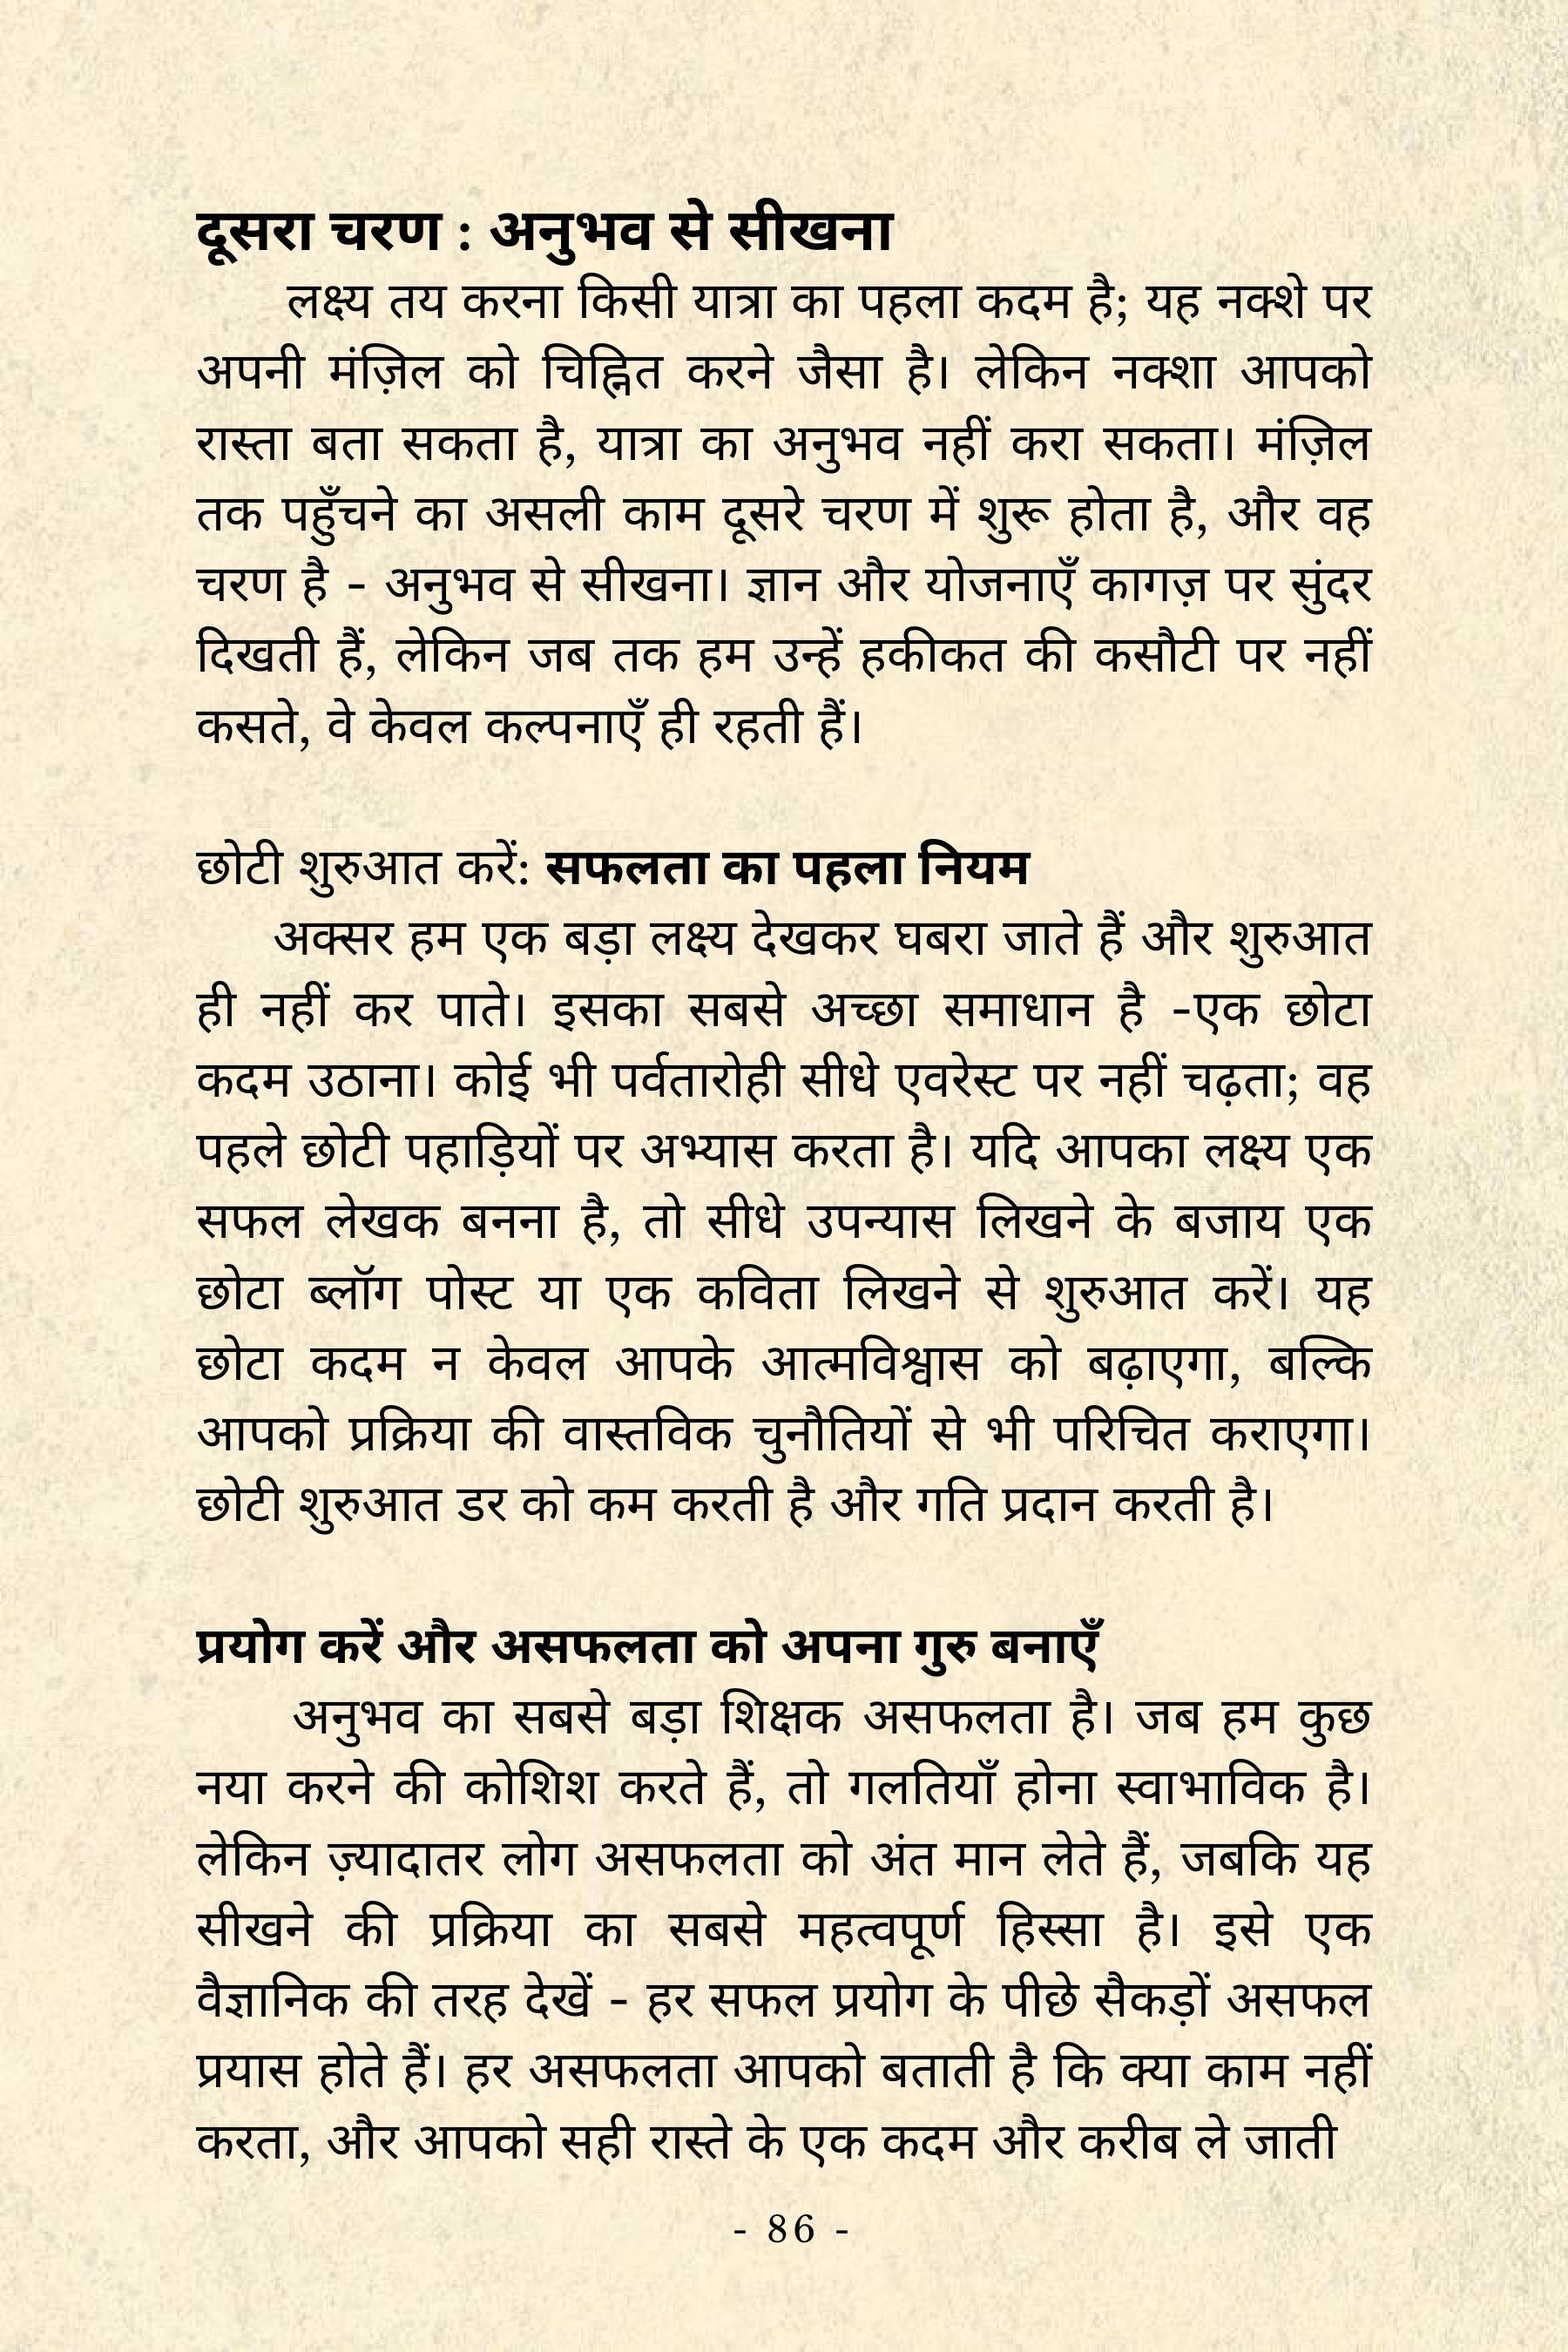 दूसरा चरण : अनुभव से सीखना
लक्ष्य तय करना किसी यात्रा का पहला कदम है; यह नक्शे पर
अपनी मंज़िल को चिह्नित करने जैसा है। लेकिन नक्शा आपको
रास्ता बता सकता है, यात्रा का अनुभव नहीं करा सकता। मंज़िल
तक पहुँचने का असली काम दूसरे चरण में शुरू होता है, और वह
चरण है - अनुभव से सीखना। ज्ञान और योजनाएँ कागज़ पर सुंदर
दिखती हैं, लेकिन जब तक हम उन्हें हकीकत की कसौटी पर नहीं
कसते, वे केवल कल्पनाएँ ही रहती हैं।
छोटी शुरुआत करें: सफलता का पहला नियम
अक्सर हम एक बड़ा लक्ष्य देखकर घबरा जाते हैं और शुरुआत
ही नहीं कर पाते। इसका सबसे अच्छा समाधान है -एक छोटा
कदम उठाना। कोई भी पर्वतारोही सीधे एवरेस्ट पर नहीं चढ़ता; वह
पहले छोटी पहाड़ियों पर अभ्यास करता है। यदि आपका लक्ष्य एक
सफल लेखक बनना है, तो सीधे उपन्यास लिखने के बजाय एक
छोटा ब्लॉग पोस्ट या एक कविता लिखने से शुरुआत करें। यह
छोटा कदम न केवल आपके आत्मविश्वास को बढ़ाएगा, बल्कि
आपको प्रक्रिया की वास्तविक चुनौतियों से भी परिचित कराएगा।
छोटी शुरुआत डर को कम करती है और गति प्रदान करती है।
प्रयोग करें और असफलता को अपना गुरु बनाएँ
अनुभव का सबसे बड़ा शिक्षक असफलता है। जब हम कुछ
नया करने की कोशिश करते हैं, तो गलतियाँ होना स्वाभाविक है।
लेकिन ज़्यादातर लोग असफलता को अंत मान लेते हैं, जबकि यह
सीखने की प्रक्रिया का सबसे महत्वपूर्ण हिस्सा है। इसे एक
वैज्ञानिक की तरह देखें - हर सफल प्रयोग के पीछे सैकड़ों असफल
प्रयास होते हैं। हर असफलता आपको बताती है कि क्या काम नहीं
करता, और आपको सही रास्ते के एक कदम और करीब ले जाती
- 86 -